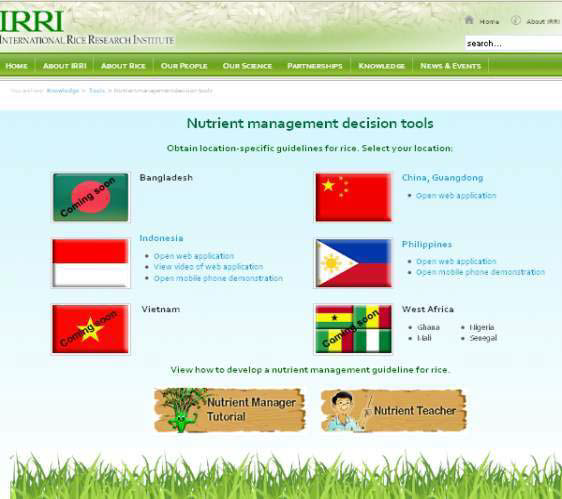 IRRI
INTERNATIONAL RICE RESEARCH INSTITUTE
Home About IRRI
search...
HOME ABOUT IRRI ABOUT RICE OUR PEOPLE OUR SCIENCE PARTNERSHIPS KNOWLEDGE NEWS & EVENTS
You are here: Knowledge > Tools > Nutrient management decision tools
Nutrient management decision tools
Obtain location-specific guidelines for rice. Select your location:
Coming soon
Bangladesh
China, Guangdong
Open web application
Indonesia
Open web application
View video of web application
Open mobile phone demonstration
Philippines
Open web application
Open mobile phone demonstration
Coming soon
Vietnam
Coming soon
West Africa
Ghana Nigeria
Mali Senegal
View how to develop a nutrient management guideline for rice.
Nutrient Manager
Tutorial
Nutrient Teacher